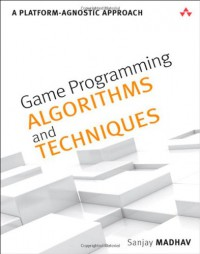 A PLATFORM-AGNOSTIC APPROACH
Game Programming
ALGORITHMS
and
TECHNIQUES
Sanjay MADHAV